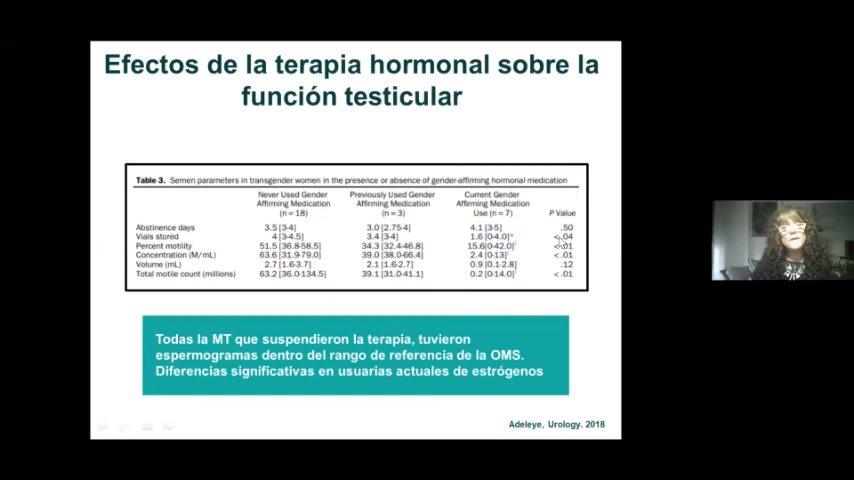 Efectos de la terapia hormonal sobre la
función testicular
Table 3. Semen parameters in transgender women in the presence or absence of gender-affirming hormonal medication
Never Used Gender Affirming Medication (n = 18) Previously Used Gender Affirming Medication (n = 3) Current Gender Affirming Medication Use (n = 7) P Value
Abstinence days 3.5 [3-4] 3.0 [2.75-4] 4.1 [3-5] .50
Vials stored 4 [3-4.5] 3.4 [3-4] 1.6 [0-4.0]* <.04
Percent motility 51.5 [36.8-58.5] 34.3 [32.4-46.8] 15.6[0-42.0]† <.01
Concentration (M/mL) 63.6 [31.9-79.0] 39.0 [38.0-66.4] 2.4 [0-13]† <.01
Volume (mL) 2.7 [1.6-3.7] 2.1 [1.6-2.7] 0.9 [0.1-2.8] .12
Total motile count (millions) 63.2 [36.0-134.5] 39.1 [31.0-41.1] 0.2 [0-14.0]† <.01
Todas la MT que suspendieron la terapia, tuvieron
espermogramas dentro del rango de referencia de la OMS.
Diferencias significativas en usuarias actuales de estrógenos
Adeleye, Urology. 2018